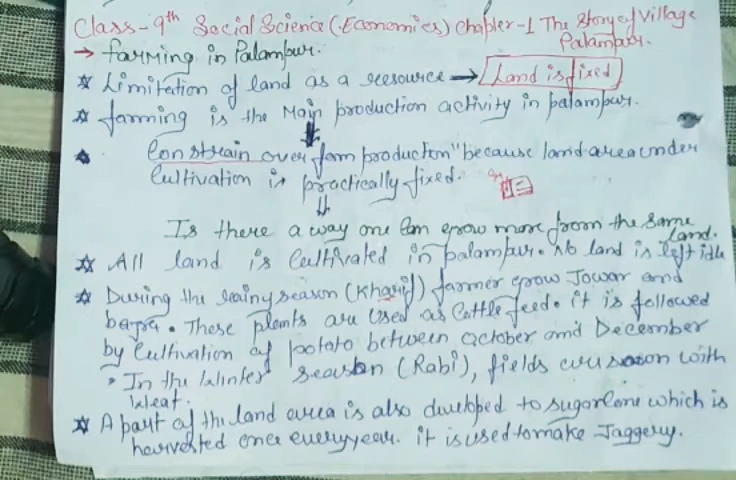 Class - 9th Social Science (Economics) Chapter-1 The Story of Village
Palampur.
→ farming in Palampur.
☆ Limitation of land as a resource → Land is fixed
☆ farming is the Main production activity in palampur.
Constrain over farm production" because land area under
Cultivation is practically fixed.
Is there a way one can grow more from the same
land.
☆ All land is Cultivated in palampur. No land is left idle
☆ During the rainy season (Kharif) farmer grow Jowar and
bajra. These plants are Used as Cattle feed. it is followed
by Cultivation of potato between October and December
• In the Winter season (Rabi), fields are sown with
wheat.
☆ A part of the land area is also to sugarcane which is
harvested once every year. it is used to make Jaggery.